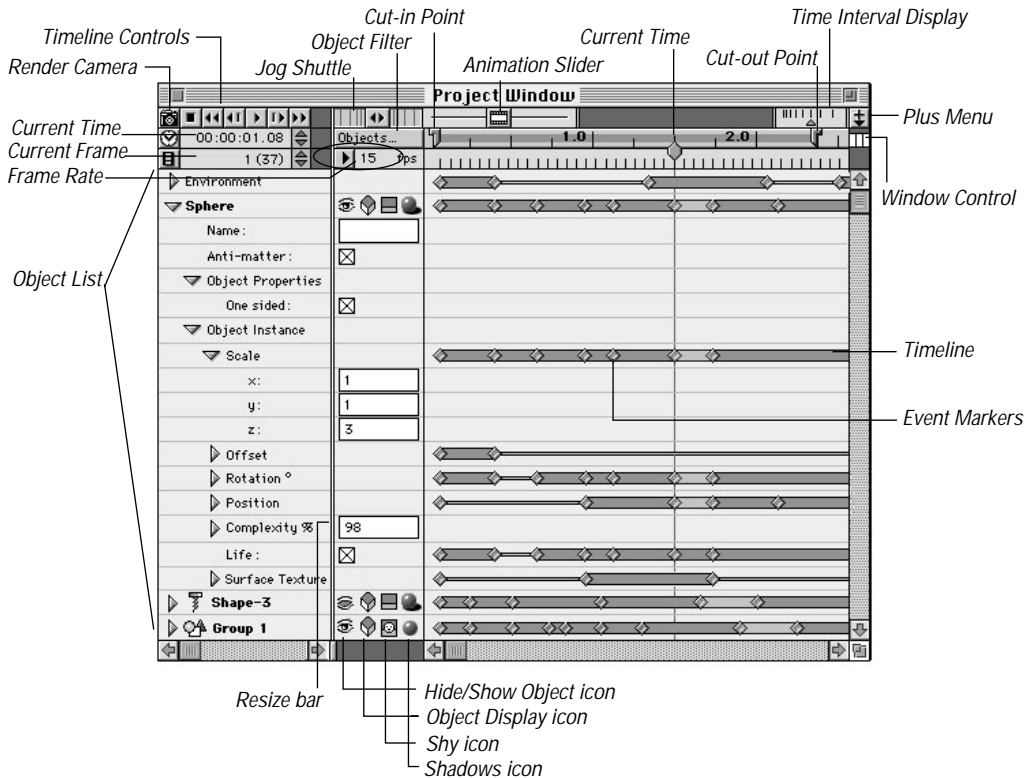 Cut-in Point
Time Interval Display
Timeline Controls
Object Filter
Current Time
Render Camera
Jog Shuttle
Animation Slider
Cut-out Point
Project Window
Plus Menu
Current Time
00:00:01.08
Objects...
1.0
2.0
Current Frame
1 (37)
15 fps
Frame Rate
Environment
Window Control
Sphere
Name:
Anti-matter:
Object List
Object Properties
One sided:
Object Instance
Scale
Timeline
x:
1
y:
1
Event Markers
z:
3
Offset
Rotation °
Position
Complexity %
98
Life:
Surface Texture
Shape-3
Group 1
Resize bar
Hide/Show Object icon
Object Display icon
Shy icon
Shadows icon